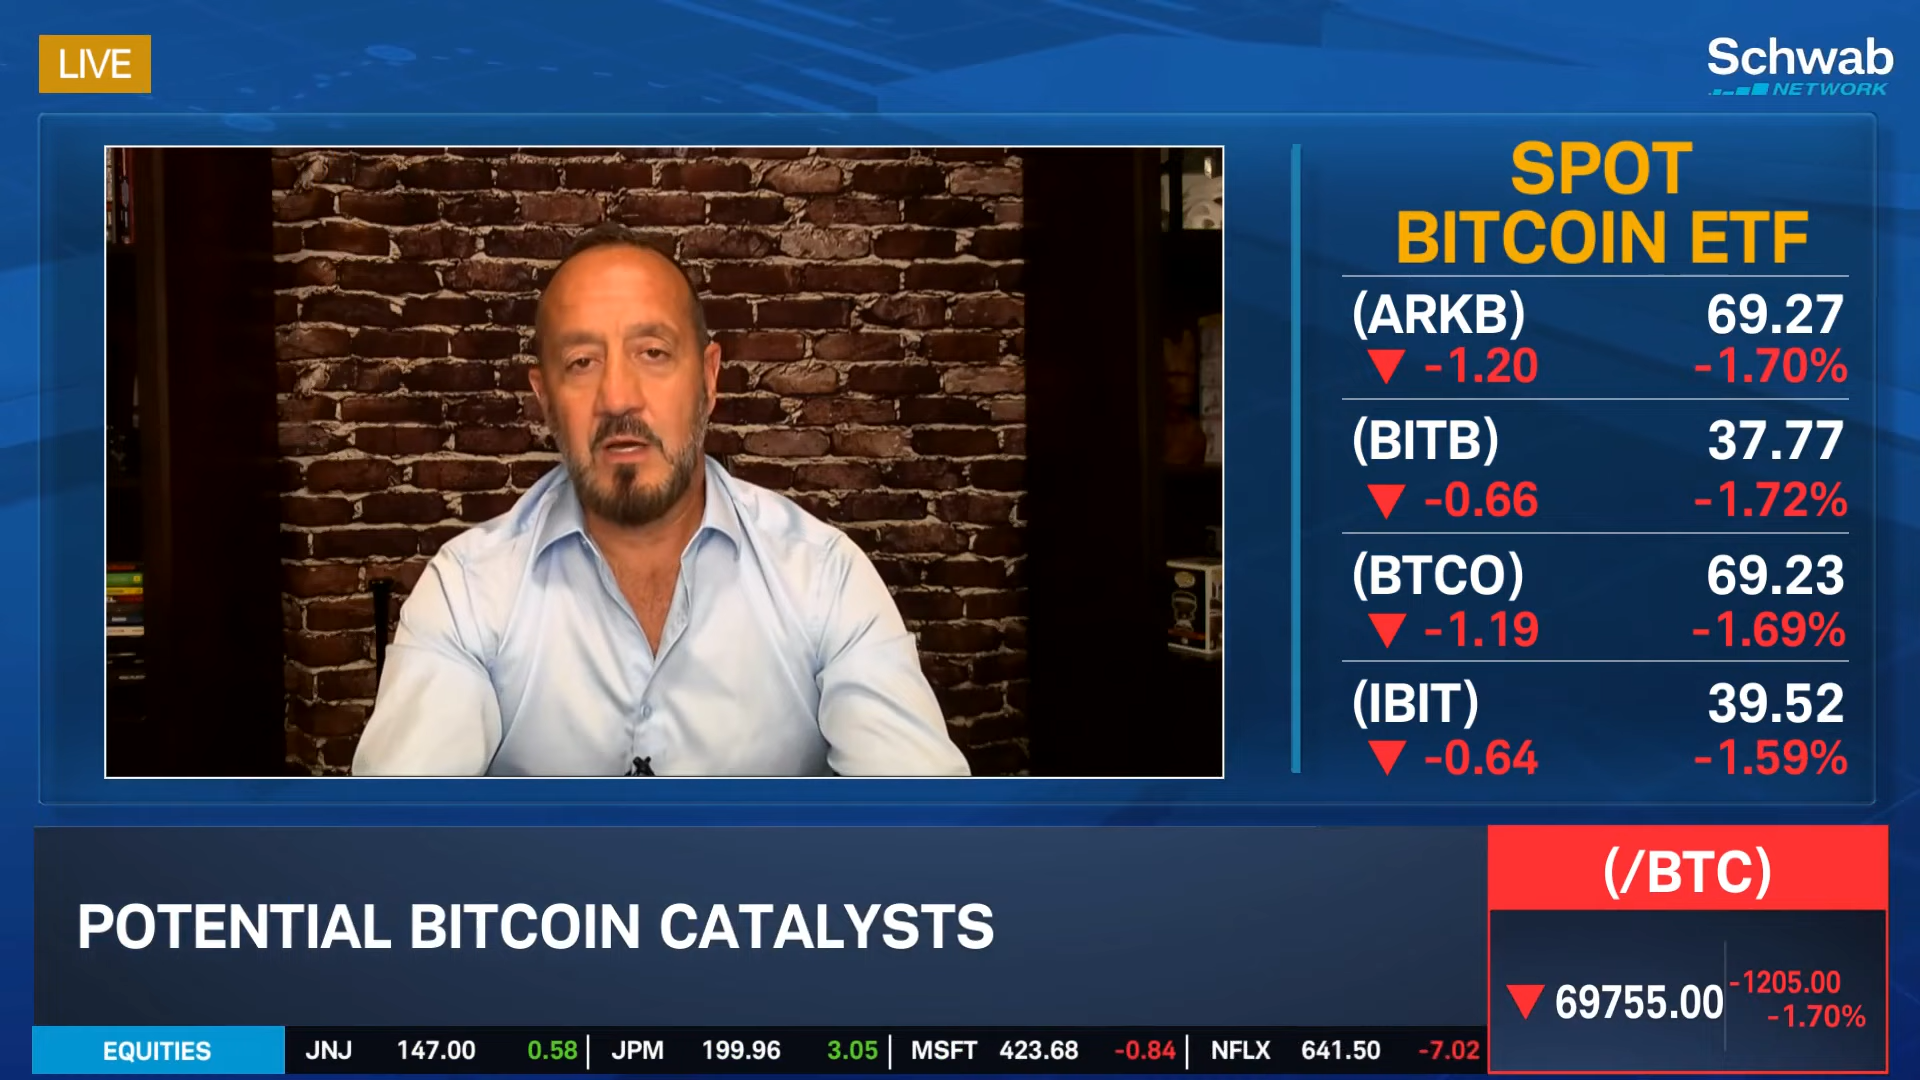 LIVE
Schwab
NETWORK
SPOT
BITCOIN ETF
(ARKB) 69.27
▼ -1.20 -1.70%
(BITB) 37.77
▼ -0.66 -1.72%
(BTCO) 69.23
▼ -1.19 -1.69%
(IBIT) 39.52
▼ -0.64 -1.59%
POTENTIAL BITCOIN CATALYSTS
(/BTC)
▼ 69755.00 -1205.00
-1.70%
EQUITIES JNJ 147.00 0.58 | JPM 199.96 3.05 | MSFT 423.68 -0.84 | NFLX 641.50 -7.02